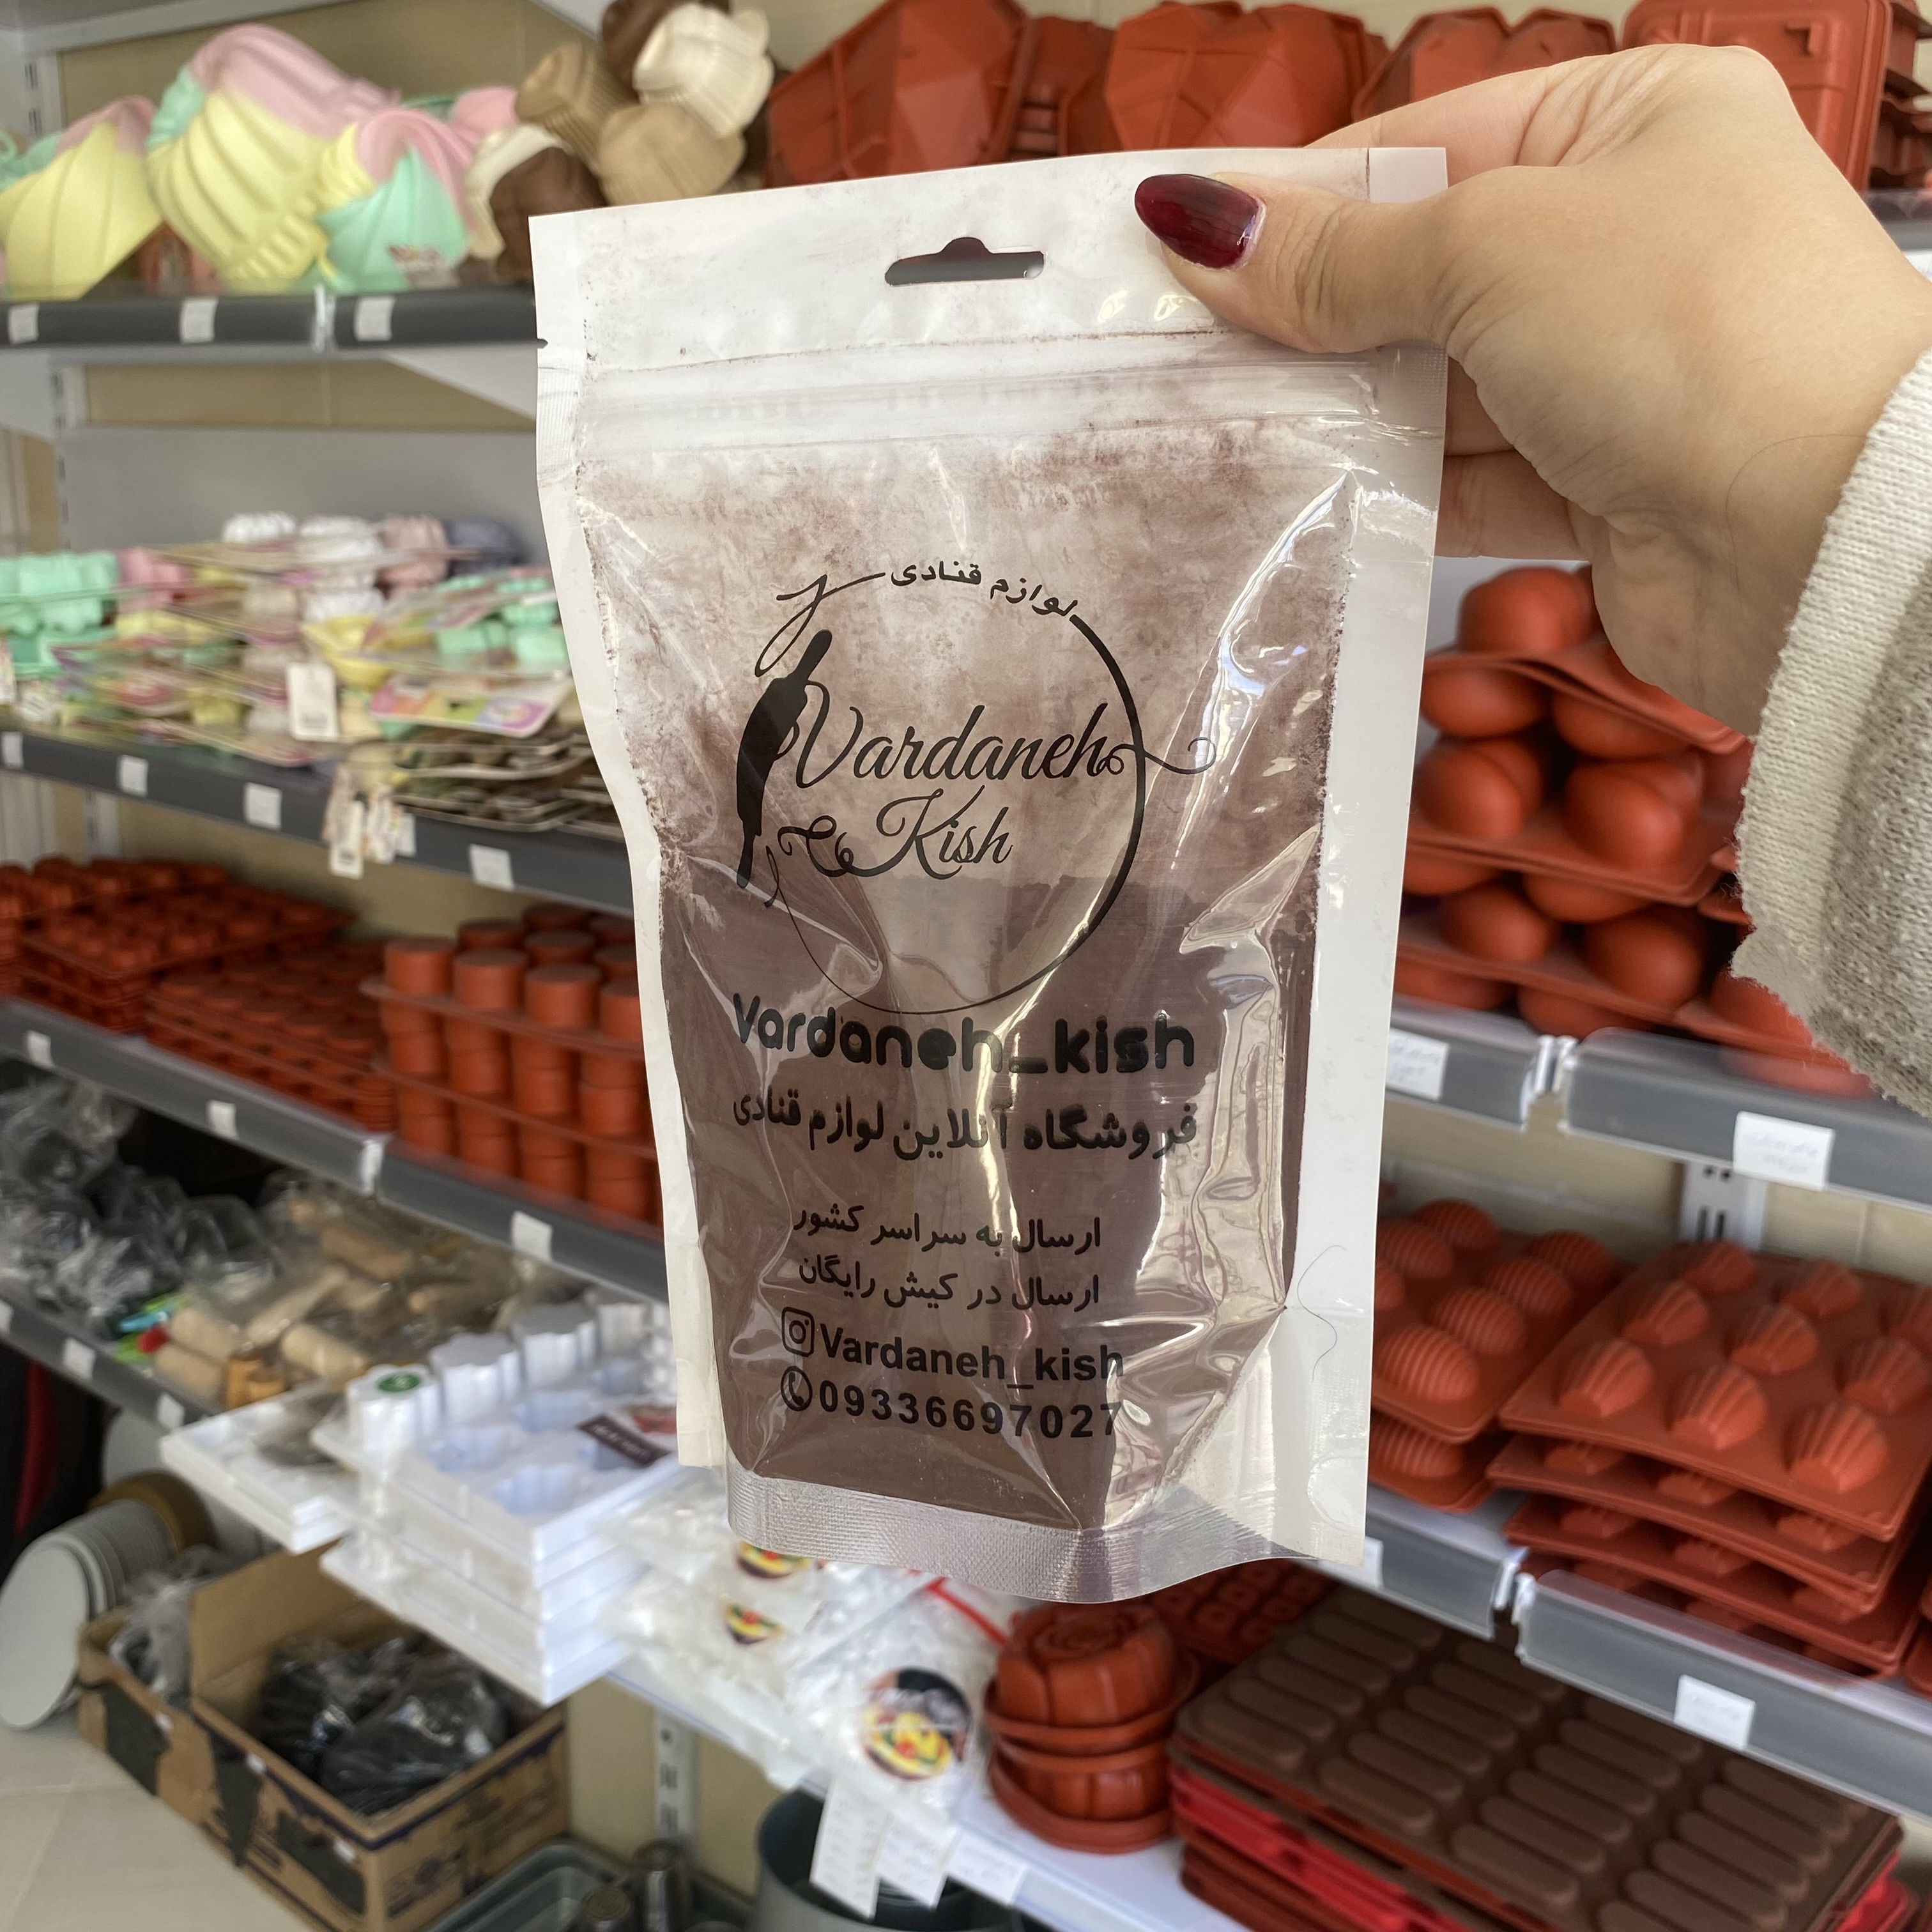 لوازم قنادی
Vardaneh
Kish
Vardaneh_kish
فروشگاه آنلاین لوازم قنادی
ارسال به سراسر کشور
ارسال در کیش رایگان
Vardaneh_kish
09336697027